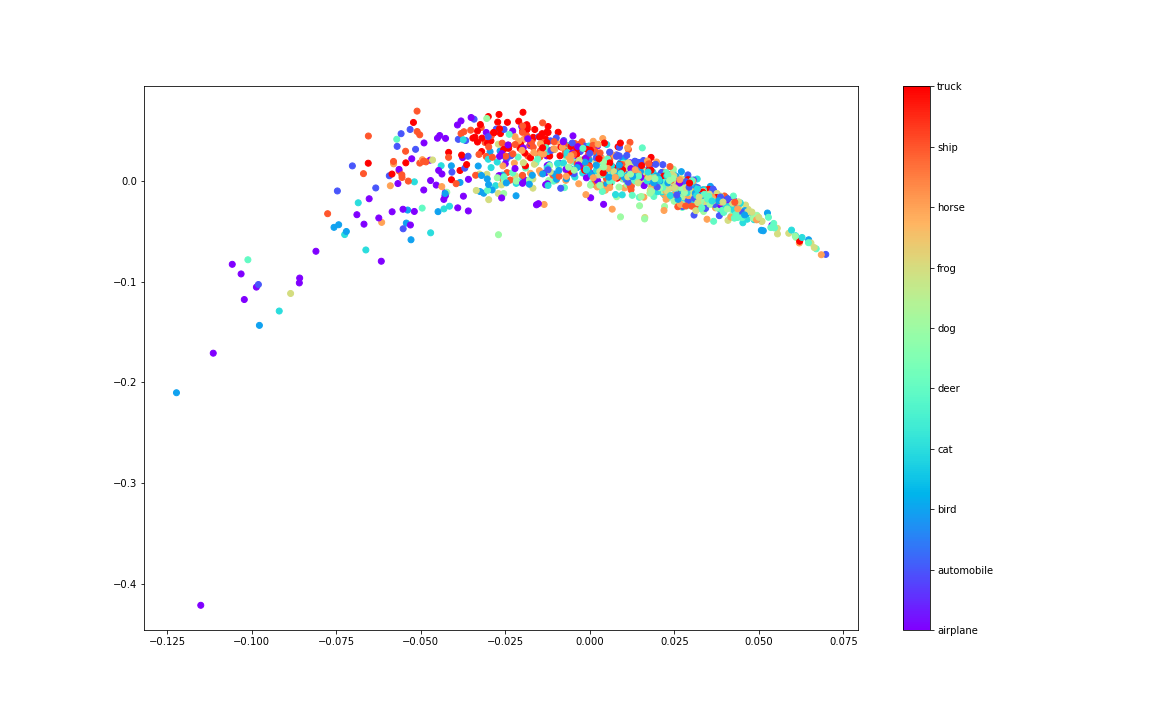 0.0
−0.1
−0.2
−0.3
−0.4
−0.125
−0.100
−0.075
−0.050
−0.025
0.000
0.025
0.050
0.075
truck
ship
horse
frog
dog
deer
cat
bird
automobile
airplane